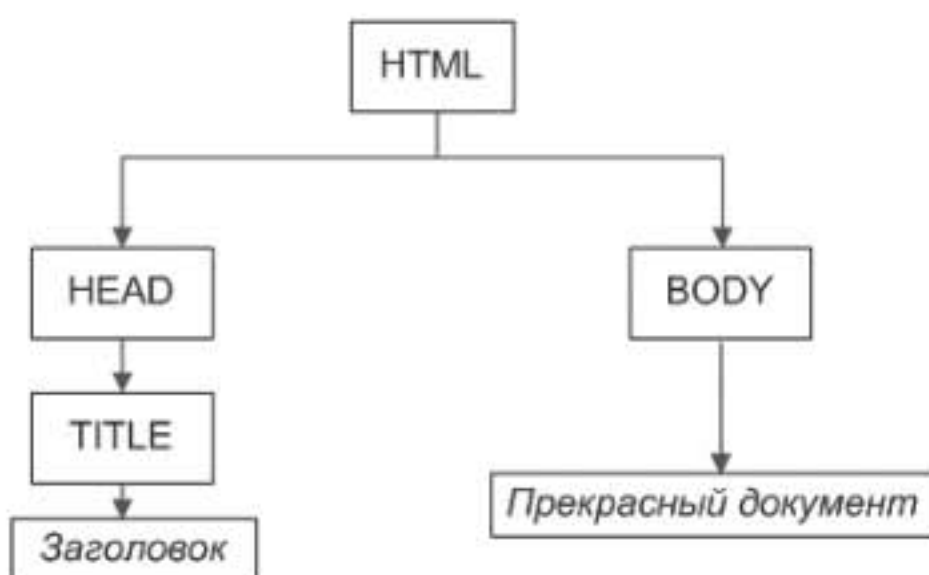 HTML
HEAD
BODY
TITLE
Прекрасный документ
Заголовок